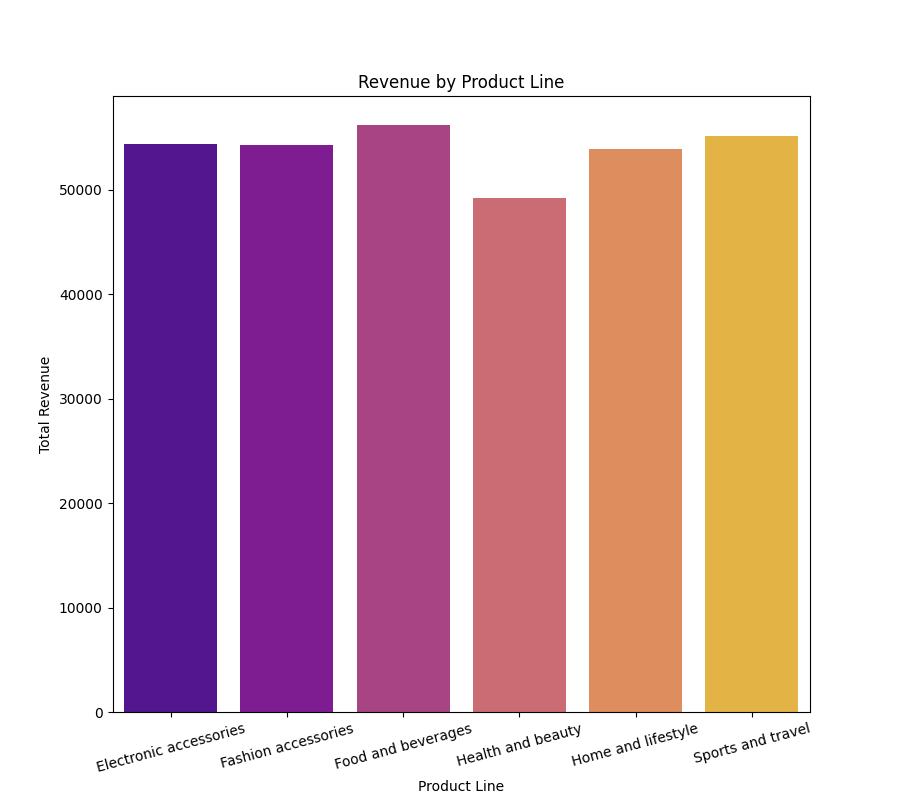 Revenue by Product Line
Total Revenue
50000
40000
30000
20000
10000
0
Electronic accessories
Fashion accessories
Food and beverages
Health and beauty
Home and lifestyle
Sports and travel
Product Line